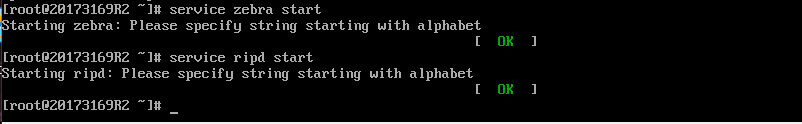 [root@20173169R2 ~]# service zebra start
Starting zebra: Please specify string starting with alphabet
[  OK  ]
[root@20173169R2 ~]# service ripd start
Starting ripd: Please specify string starting with alphabet
[  OK  ]
[root@20173169R2 ~]# _